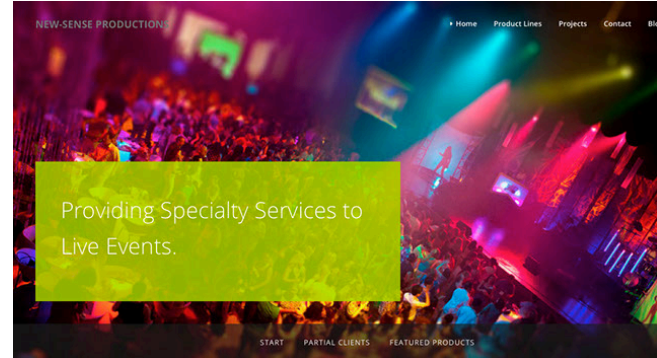 NEW-SENSE PRODUCTIONS
Home Product Lines Projects Contact
Providing Specialty Services to
Live Events.
START PARTIAL CLIENTS FEATURED PRODUCTS